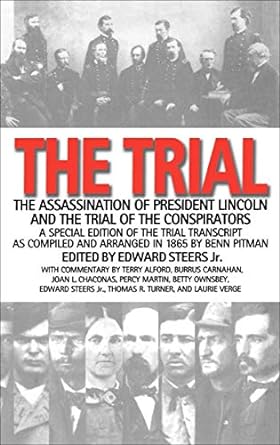 THE TRIAL
THE ASSASSINATION OF PRESIDENT LINCOLN
AND THE TRIAL OF THE CONSPIRATORS
A SPECIAL EDITION OF THE TRIAL TRANSCRIPT
AS COMPILED AND ARRANGED IN 1865 BY BENN PITMAN
EDITED BY EDWARD STEERS Jr.
WITH COMMENTARY BY TERRY ALFORD, BURRUS CARNAHAN,
JOAN L. CHACONAS, PERCY MARTIN, BETTY OWNSBEY,
EDWARD STEERS Jr., THOMAS R. TURNER, AND LAURIE VERGE